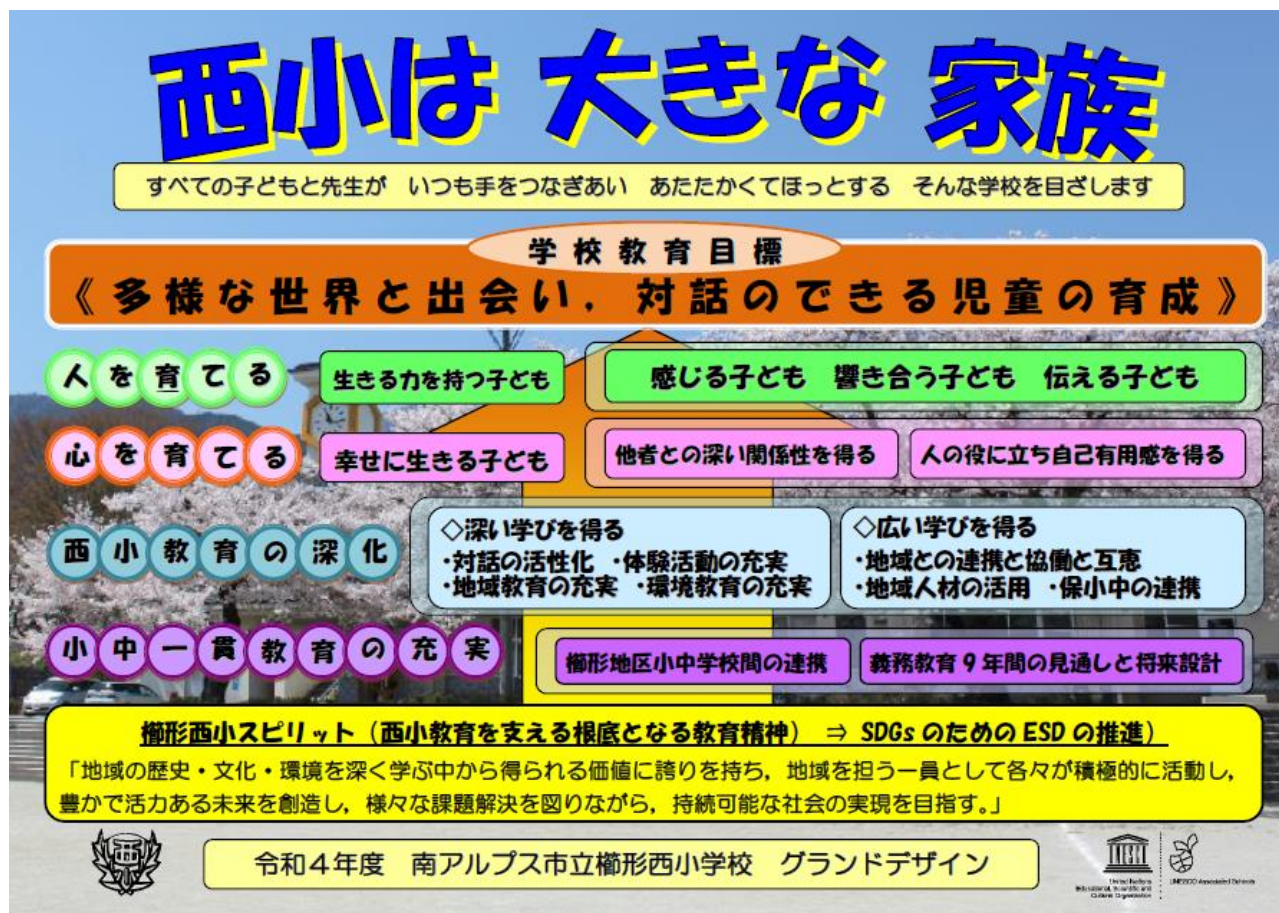 西小は 大きな 家族
すべての子どもと先生が いつも手をつなぎあい あたたかくてほっとする そんな学校を目ざします
学校教育目標
《多様な世界と出会い，対話のできる児童の育成》
人を育てる 生きる力を持つ子ども 感じる子ども 響き合う子ども 伝える子ども
心を育てる 幸せに生きる子ども 他者との深い関係性を得る 人の役に立ち自己有用感を得る
西小教育の深化
◇深い学びを得る
・対話の活性化 ・体験活動の充実
・地域教育の充実 ・環境教育の充実
◇広い学びを得る
・地域との連携と協働と互恵
・地域人材の活用 ・保小中の連携
小中一貫教育の充実 櫛形地区小中学校間の連携 義務教育9年間の見通しと将来設計
櫛形西小スピリット（西小教育を支える根底となる教育精神） ⇒ SDGsのためのESDの推進）
「地域の歴史・文化・環境を深く学ぶ中から得られる価値に誇りを持ち，地域を担う一員として各々が積極的に活動し，
豊かで活力ある未来を創造し，様々な課題解決を図りながら，持続可能な社会の実現を目指す。」
西
令和４年度 南アルプス市立櫛形西小学校 グランドデザイン
United Nations
Educational, Scientific and
Cultural Organization
UNESCO Associated Schools